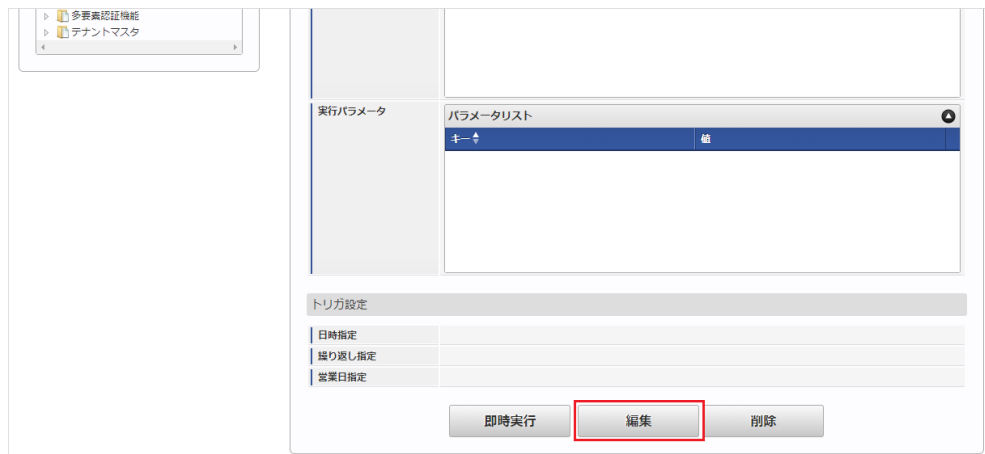 多要素認証機能
テナントマスタ
実行パラメータ
パラメータリスト
キー 値
トリガ設定
日時指定
繰り返し指定
営業日指定
即時実行 編集 削除